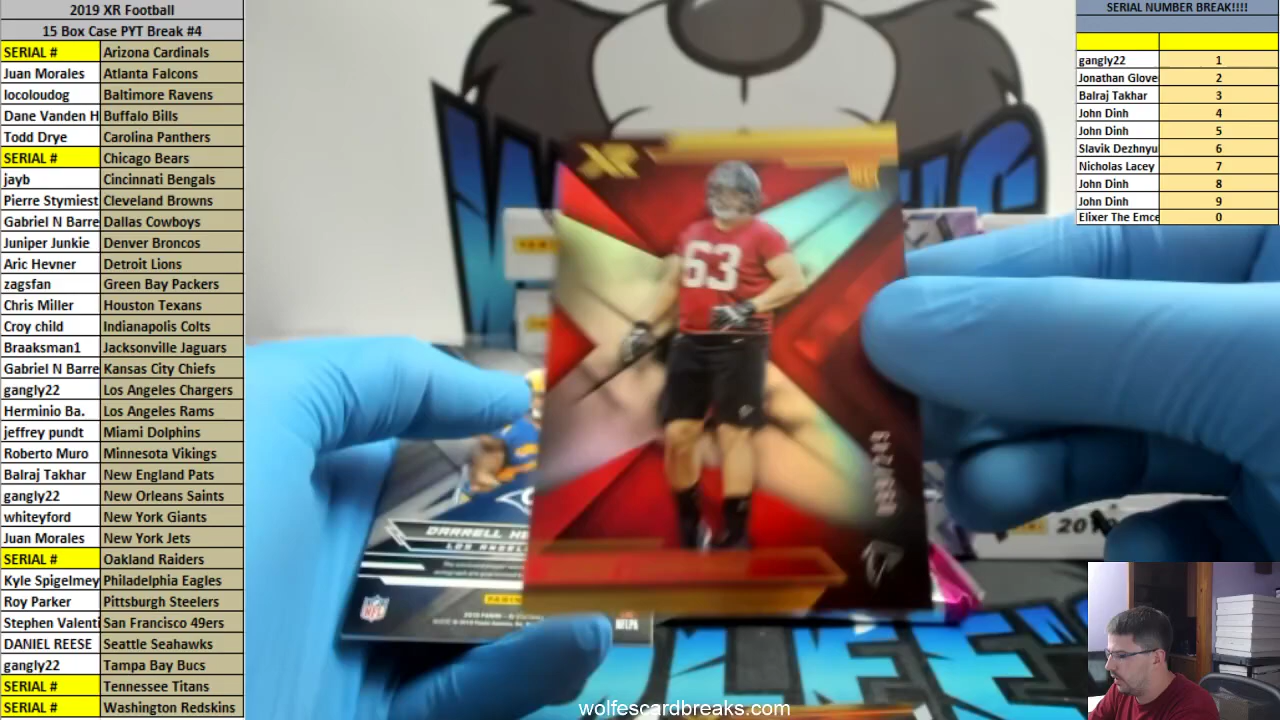 2019 XR Football
15 Box Case PYT Break #4
SERIAL # Arizona Cardinals
Juan Morales Atlanta Falcons
locoloudog Baltimore Ravens
Dane Vanden H Buffalo Bills
Todd Drye Carolina Panthers
SERIAL # Chicago Bears
jayb Cincinnati Bengals
Pierre Stymiest Cleveland Browns
Gabriel N Barre Dallas Cowboys
Juniper Junkie Denver Broncos
Aric Hevner Detroit Lions
zagsfan Green Bay Packers
Chris Miller Houston Texans
Croy child Indianapolis Colts
Braaksman1 Jacksonville Jaguars
Gabriel N Barre Kansas City Chiefs
gangly22 Los Angeles Chargers
Herminio Ba. Los Angeles Rams
jeffrey pundt Miami Dolphins
Roberto Muro Minnesota Vikings
Balraj Takhar New England Pats
gangly22 New Orleans Saints
whiteyford New York Giants
Juan Morales New York Jets
SERIAL # Oakland Raiders
Kyle Spigelmey Philadelphia Eagles
Roy Parker Pittsburgh Steelers
Stephen Valenti San Francisco 49ers
DANIEL REESE Seattle Seahawks
gangly22 Tampa Bay Bucs
SERIAL # Tennessee Titans
SERIAL # Washington Redskins
SERIAL NUMBER BREAK!!!!
gangly22 1
Jonathan Glove 2
Balraj Takhar 3
John Dinh 4
John Dinh 5
Slavik Dezhnyu 6
Nicholas Lacey 7
John Dinh 8
John Dinh 9
Elixer The Emce 0
XR
63
DARRELL HE
LOS ANGEL
PANIN
NFL
NFLPA
wolfescardbreaks.com